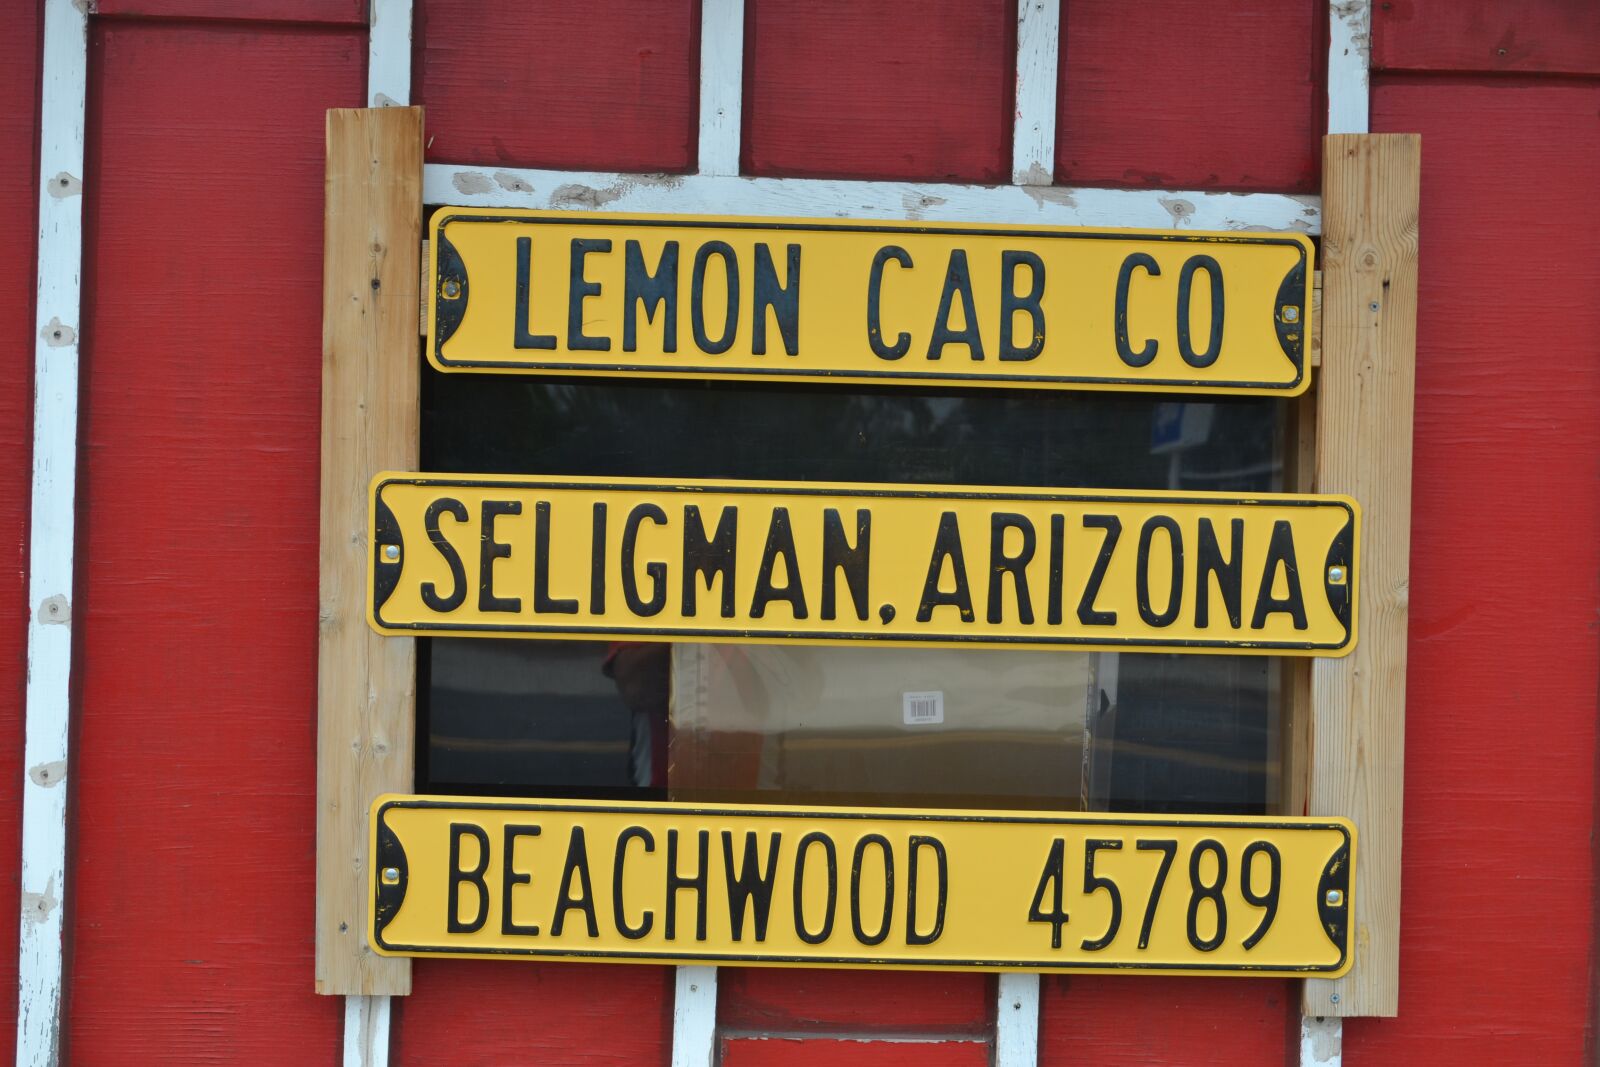 LEMON CAB CO
SELIGMAN, ARIZONA
BEACHWOOD 45789